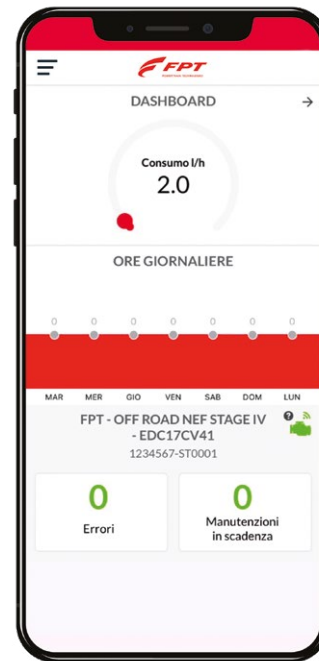 FPT
DASHBOARD
Consumo l/h
2.0
ORE GIORNALIERE
0 0 0 0 0 0 0
MAR MER GIO VEN SAB DOM LUN
FPT - OFF ROAD NEF STAGE IV
- EDC17CV41
1234567-ST0001
0
Errori
0
Manutenzioni
in scadenza